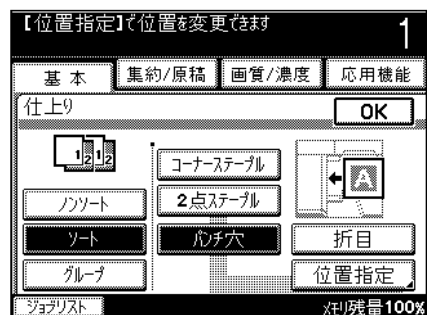 【位置指定】で位置を変更できます 1
基本 集約/原稿 画質/濃度 応用機能
仕上り OK
1 2 1 2
コーナーステープル
A
ノンソート 2点ステープル
ソート パンチ穴 折目
グループ 位置指定
ジョブリスト メモリ残量100%